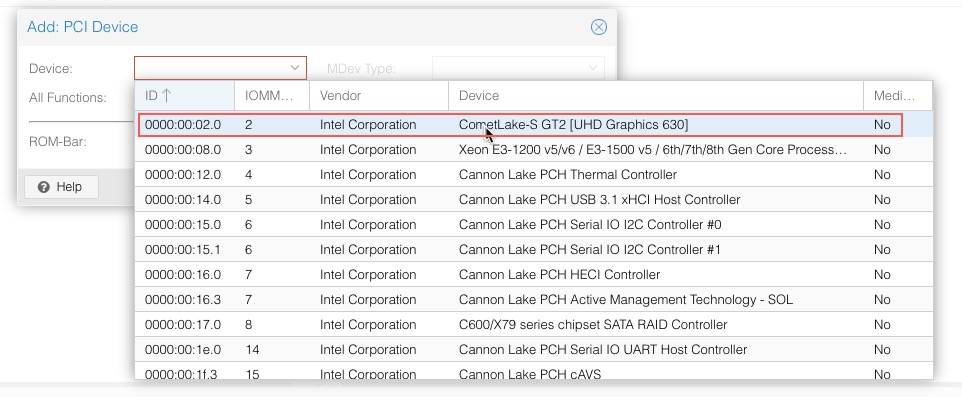 Add: PCI Device
Device:
MDev Type:
All Functions:
ROM-Bar:
Help
ID IOMM... Vendor Device Medi...
0000:00:02.0 2 Intel Corporation CometLake-S GT2 [UHD Graphics 630] No
0000:00:08.0 3 Intel Corporation Xeon E3-1200 v5/v6 / E3-1500 v5 / 6th/7th/8th Gen Core Process... No
0000:00:12.0 4 Intel Corporation Cannon Lake PCH Thermal Controller No
0000:00:14.0 5 Intel Corporation Cannon Lake PCH USB 3.1 xHCI Host Controller No
0000:00:15.0 6 Intel Corporation Cannon Lake PCH Serial IO I2C Controller #0 No
0000:00:15.1 6 Intel Corporation Cannon Lake PCH Serial IO I2C Controller #1 No
0000:00:16.0 7 Intel Corporation Cannon Lake PCH HECI Controller No
0000:00:16.3 7 Intel Corporation Cannon Lake PCH Active Management Technology - SOL No
0000:00:17.0 8 Intel Corporation C600/X79 series chipset SATA RAID Controller No
0000:00:1e.0 14 Intel Corporation Cannon Lake PCH Serial IO UART Host Controller No
0000:00:1f.3 15 Intel Corporation Cannon Lake PCH cAVS No